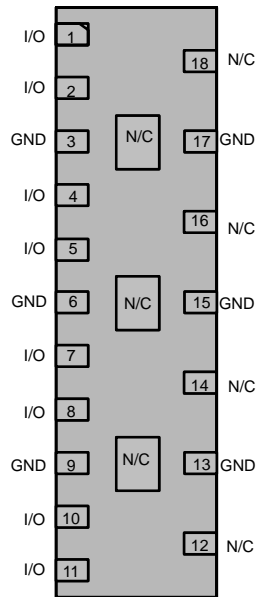 I/O 1
18 N/C
I/O 2
GND 3 N/C 17 GND
I/O 4
16 N/C
I/O 5
GND 6 N/C 15 GND
I/O 7
14 N/C
I/O 8
GND 9 N/C 13 GND
I/O 10
12 N/C
I/O 11